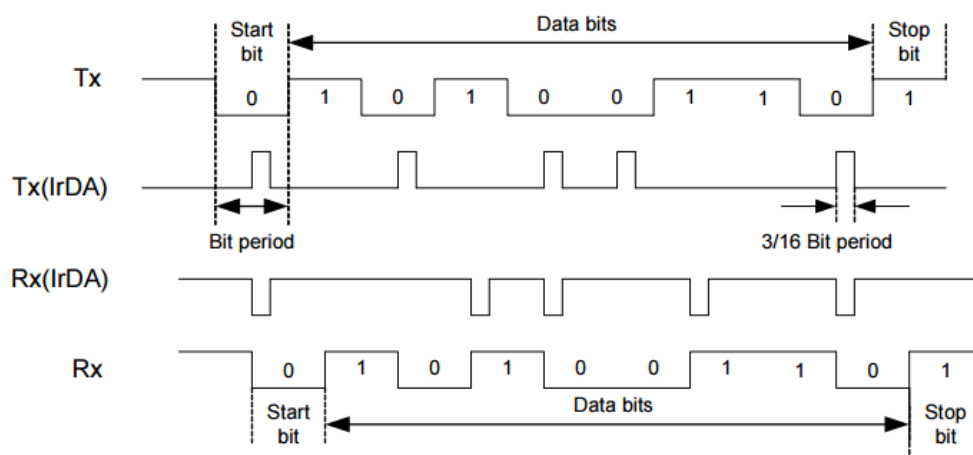 Start
bit
Data bits
Stop
bit
Tx
0 1 0 1 0 0 1 1 0 1
Tx(IrDA)
Bit period
3/16 Bit period
Rx(IrDA)
Rx
0 1 0 1 0 0 1 1 0 1
Start
bit
Data bits
Stop
bit